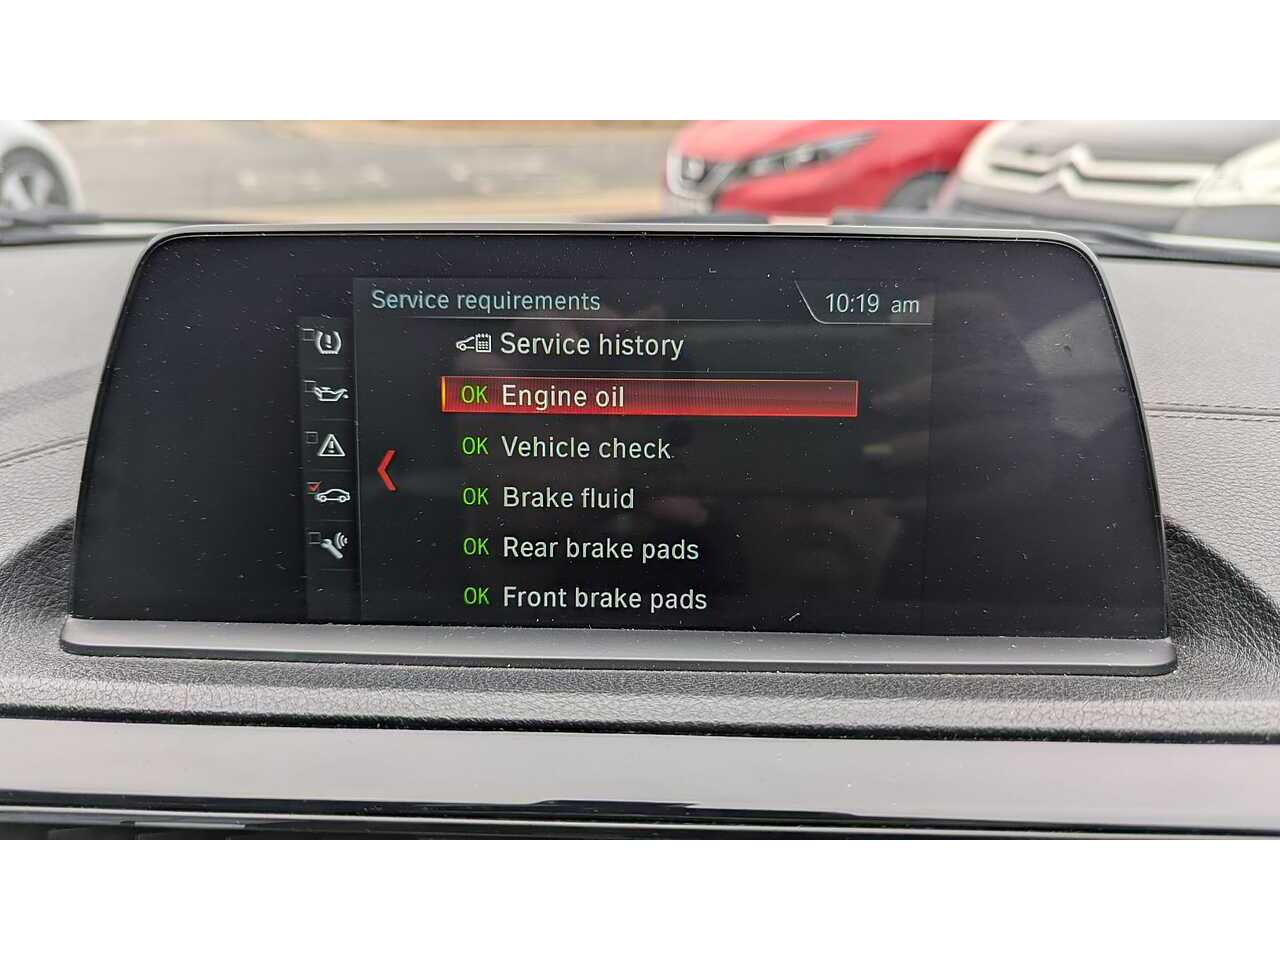 Service requirements
10:19 am
Service history
OK Engine oil
OK Vehicle check
OK Brake fluid
OK Rear brake pads
OK Front brake pads